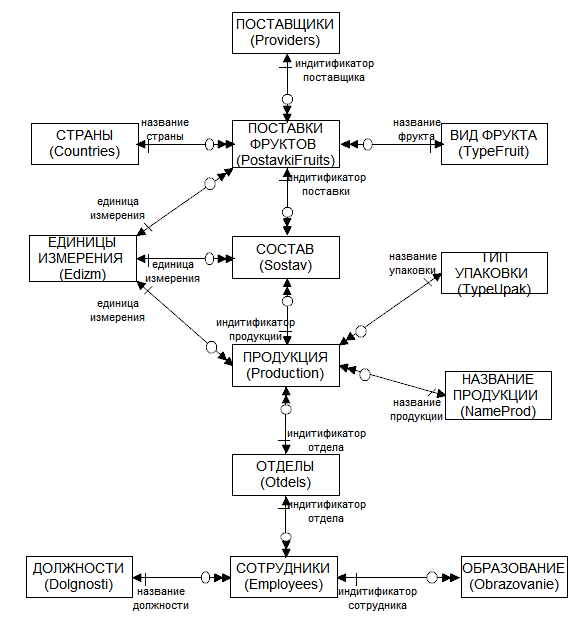 ПОСТАВЩИКИ
(Providers)
индитификатор
поставщика
название
страны
название
фрукта
СТРАНЫ
(Countries)
ПОСТАВКИ
ФРУКТОВ
(PostavkiFruits)
ВИД ФРУКТА
(TypeFruit)
индитификатор
поставки
единица
измерения
ЕДИНИЦЫ
ИЗМЕРЕНИЯ
(Edizm)
единица
измерения
СОСТАВ
(Sostav)
название
упаковки
ТИП
УПАКОВКИ
(TypeUpak)
единица
измерения
индитификатор
продукции
ПРОДУКЦИЯ
(Production)
НАЗВАНИЕ
ПРОДУКЦИИ
(NameProd)
название
продукции
индитификатор
отдела
ОТДЕЛЫ
(Otdels)
индитификатор
отдела
ДОЛЖНОСТИ
(Dolgnosti)
СОТРУДНИКИ
(Employees)
ОБРАЗОВАНИЕ
(Obrazovanie)
название
должности
индитификатор
сотрудника